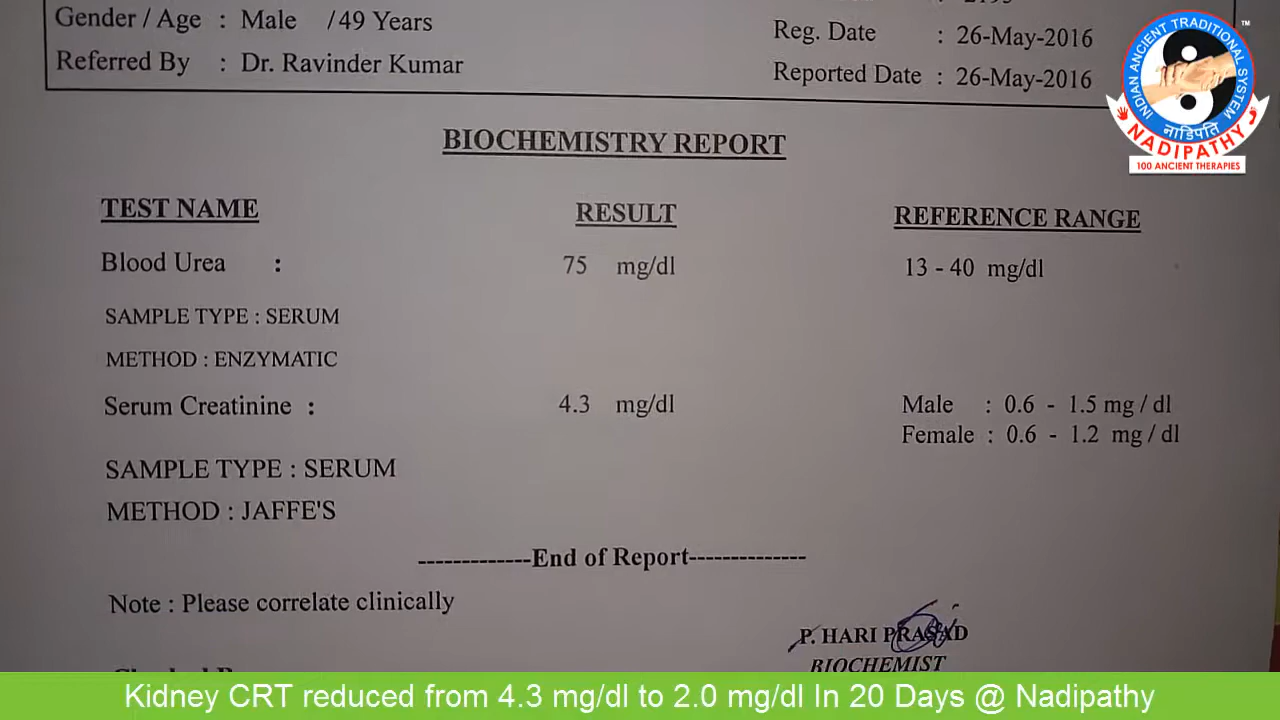 Gender / Age : Male / 49 Years
Referred By : Dr. Ravinder Kumar
Reg. Date : 26-May-2016
Reported Date : 26-May-2016
INDIAN ANCIENT TRADITIONAL SYSTEM
नाडिपति
NADIPATHY
100 ANCIENT THERAPIES
TM
BIOCHEMISTRY REPORT
TEST NAME RESULT REFERENCE RANGE
Blood Urea : 75 mg/dl 13 - 40 mg/dl
SAMPLE TYPE : SERUM
METHOD : ENZYMATIC
Serum Creatinine : 4.3 mg/dl Male : 0.6 - 1.5 mg / dl
Female : 0.6 - 1.2 mg / dl
SAMPLE TYPE : SERUM
METHOD : JAFFE'S
-------------End of Report--------------
Note : Please correlate clinically
P. HARI PRASAD
BIOCHEMIST
Kidney CRT reduced from 4.3 mg/dl to 2.0 mg/dl In 20 Days @ Nadipathy